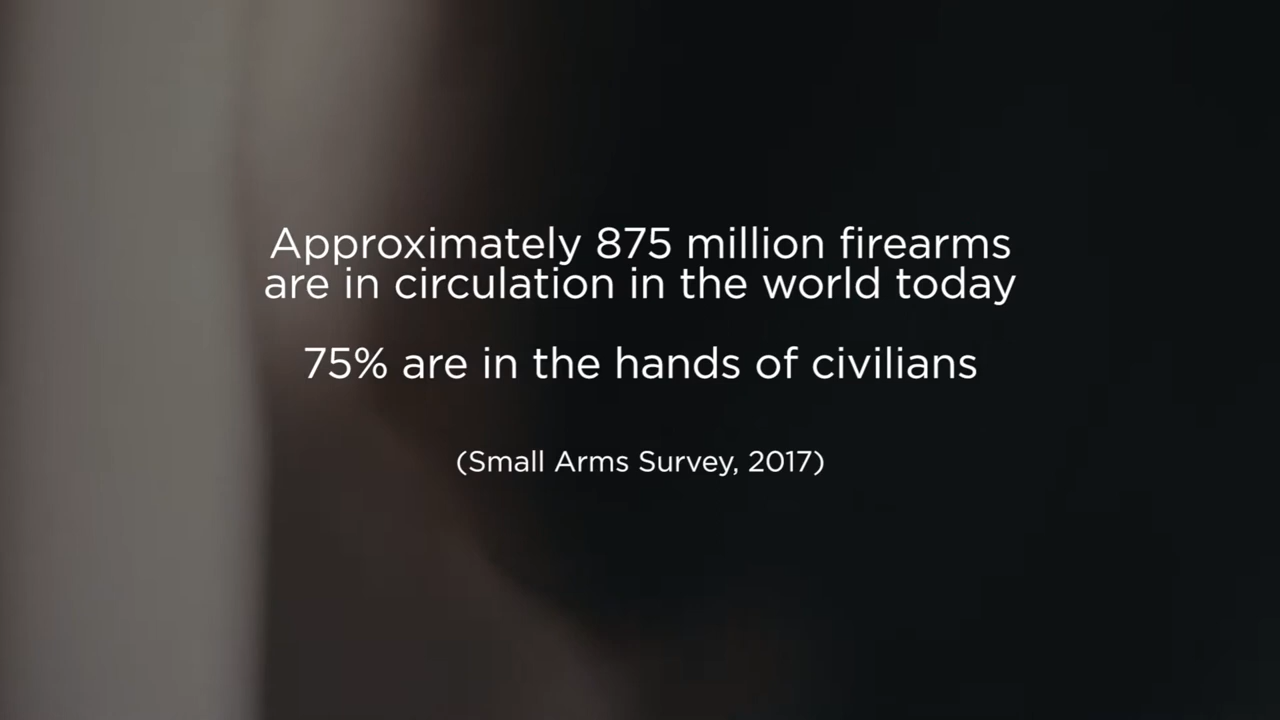 Approximately 875 million firearms
are in circulation in the world today
75% are in the hands of civilians
(Small Arms Survey, 2017)